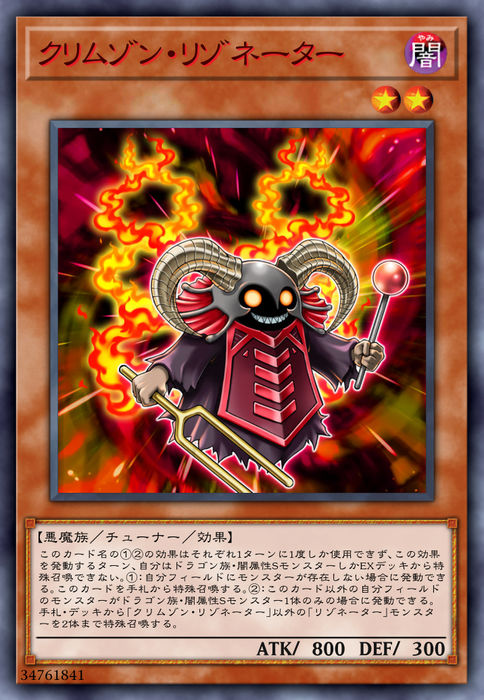 クリムゾン・リゾネーター
やみ
闇
【悪魔族／チューナー／効果】
このカード名の①②の効果はそれぞれ1ターンに1度しか使用できず、この効果
を発動するターン、自分はドラゴン族・闇属性SモンスターしかEXデッキから特
殊召喚できない。①：自分フィールドにモンスターが存在しない場合に発動でき
る。このカードを手札から特殊召喚する。②：このカード以外の自分フィールド
のモンスターがドラゴン族・闇属性Sモンスター1体のみの場合に発動できる。
手札・デッキから「クリムゾン・リゾネーター」以外の「リゾネーター」モンスタ
ーを2体まで特殊召喚する。
ATK/ 800 DEF/ 300
34761841